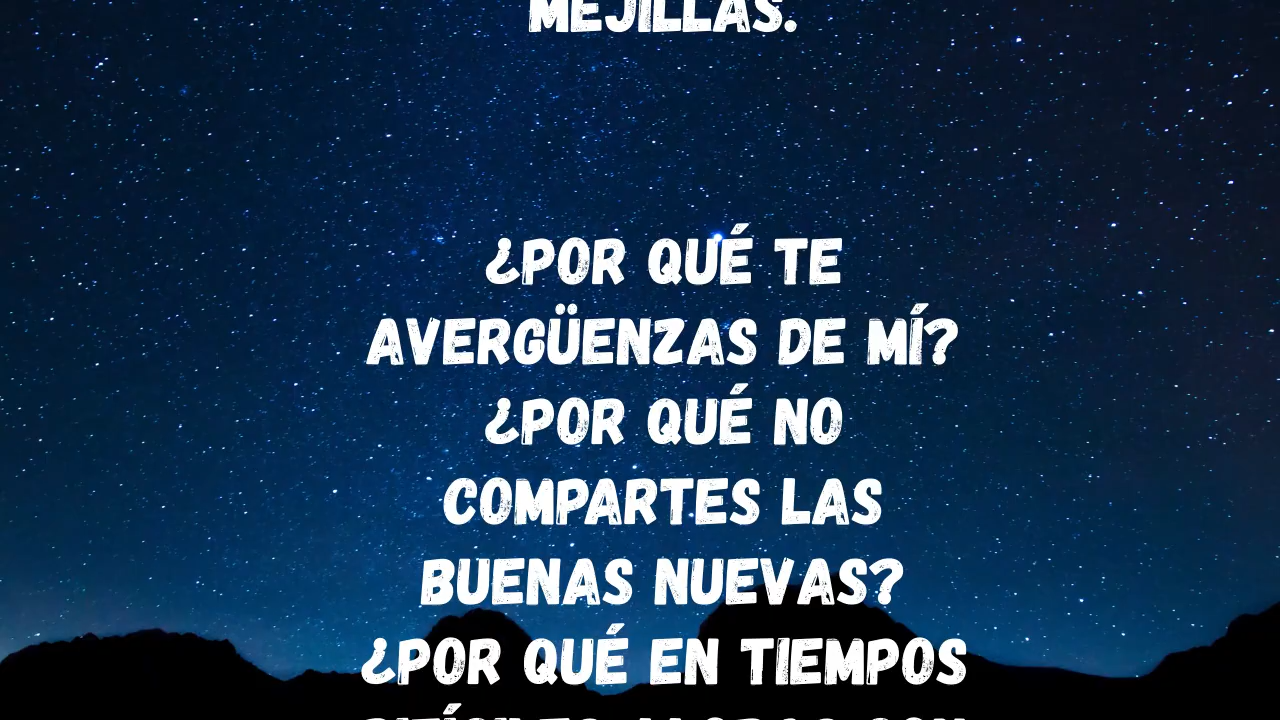 MEJILLAS.
¿POR QUÉ TE
AVERGÜENZAS DE MÍ?
¿POR QUÉ NO
COMPARTES LAS
BUENAS NUEVAS?
¿POR QUÉ EN TIEMPOS